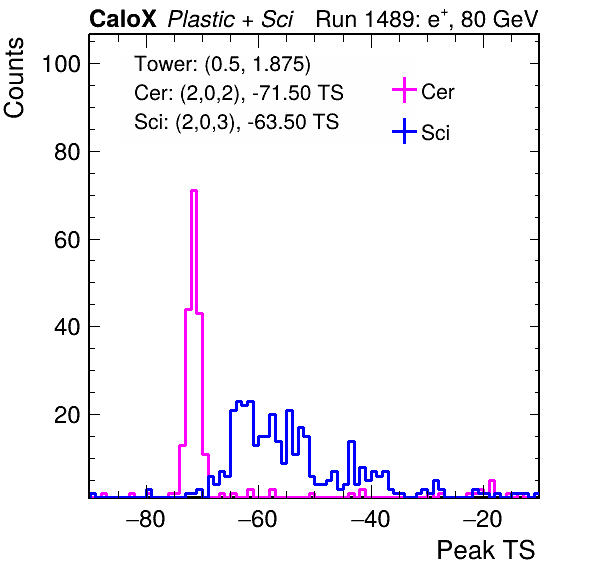 CaloX Plastic + Sci Run 1489: e+, 80 GeV
Counts
Tower: (0.5, 1.875)
Cer: (2,0,2), -71.50 TS
Sci: (2,0,3), -63.50 TS
Cer
Sci
100
80
60
40
20
−80 −60 −40 −20
Peak TS